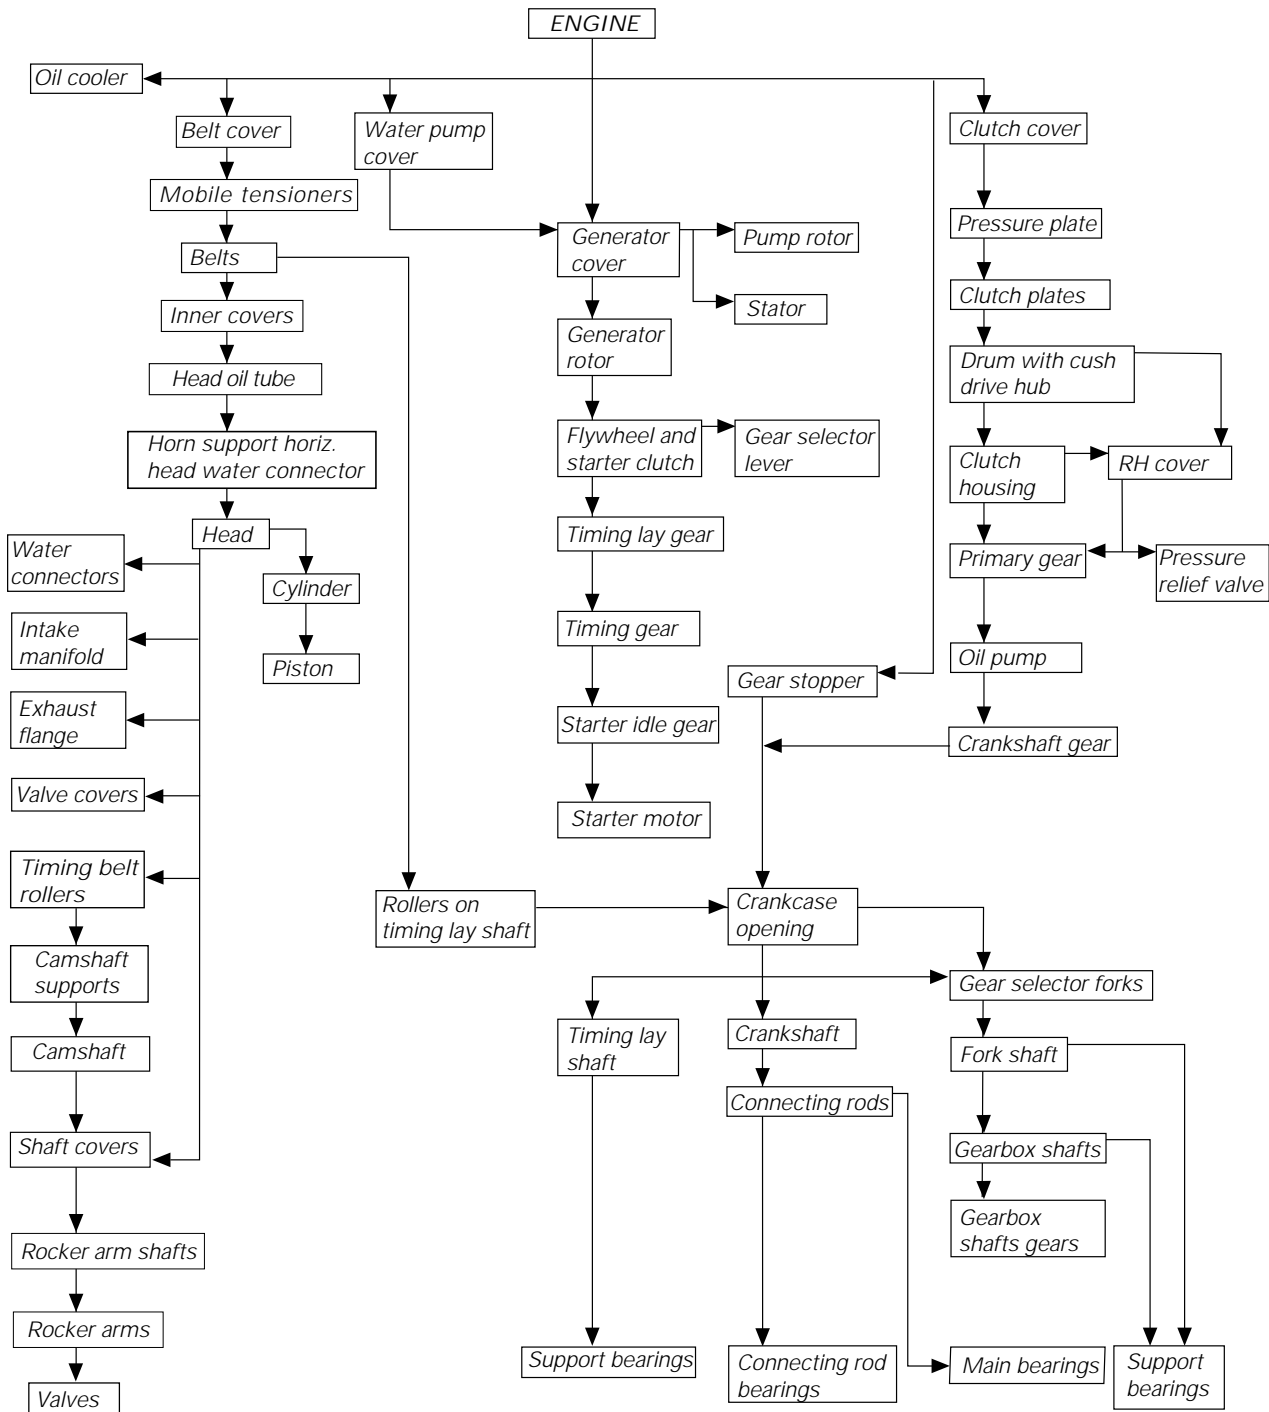 ENGINE
Oil cooler
Belt cover
Water pump
cover
Clutch cover
Mobile tensioners
Belts
Generator
cover
Pump rotor
Pressure plate
Inner covers
Stator
Clutch plates
Generator
rotor
Head oil tube
Drum with cush
drive hub
Horn support horiz.
head water connector
Flywheel and
starter clutch
Gear selector
lever
Clutch
housing
RH cover
Head
Timing lay gear
Water
connectors
Cylinder
Primary gear
Pressure
relief valve
Intake
manifold
Timing gear
Piston
Oil pump
Gear stopper
Exhaust
flange
Starter idle gear
Crankshaft gear
Valve covers
Starter motor
Timing belt
rollers
Rollers on
timing lay shaft
Crankcase
opening
Camshaft
supports
Gear selector forks
Timing lay
shaft
Crankshaft
Camshaft
Fork shaft
Connecting rods
Shaft covers
Gearbox shafts
Gearbox
shafts gears
Rocker arm shafts
Rocker arms
Support bearings
Connecting rod
bearings
Main bearings
Support
bearings
Valves